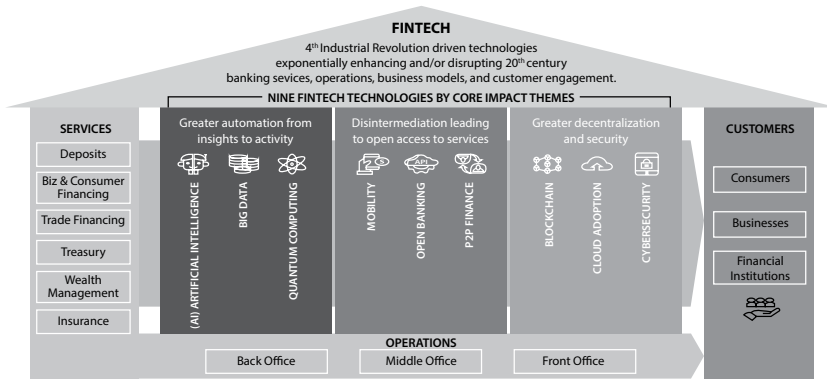 FINTECH
4th Industrial Revolution driven technologies
exponentially enhancing and/or disrupting 20th century
banking sevices, operations, business models, and customer engagement.
NINE FINTECH TECHNOLOGIES BY CORE IMPACT THEMES
SERVICES
Deposits
Biz & Consumer
Financing
Trade Financing
Treasury
Wealth
Management
Insurance
Greater automation from
insights to activity
(AI) ARTIFICIAL INTELLIGENCE
BIG DATA
QUANTUM COMPUTING
Disintermediation leading
to open access to services
API
MOBILITY
OPEN BANKING
P2P FINANCE
Greater decentralization
and security
BLOCKCHAIN
CLOUD ADOPTION
CYBERSECURITY
CUSTOMERS
Consumers
Businesses
Financial
Institutions
OPERATIONS
Back Office
Middle Office
Front Office